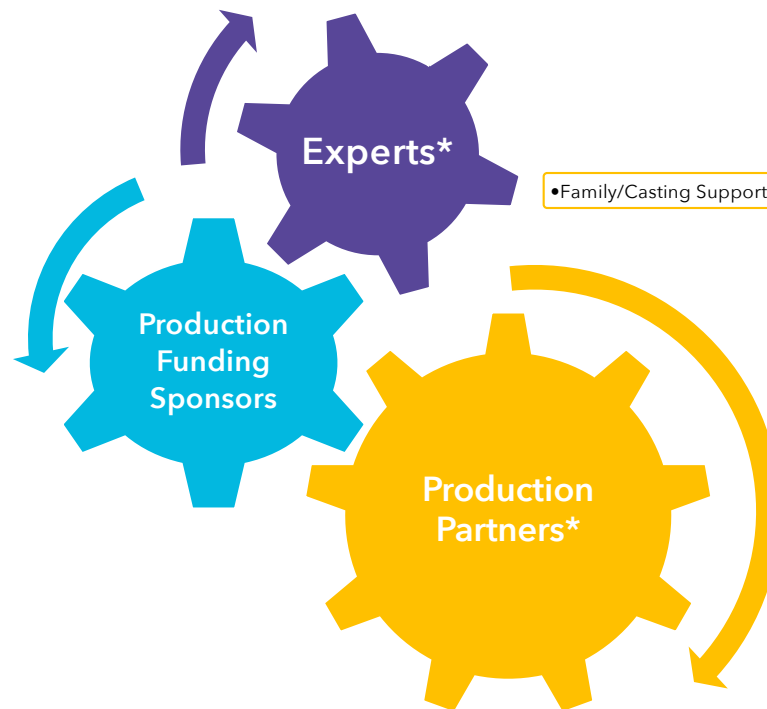 Experts*
•Family/Casting Support
Production
Funding
Sponsors
Production
Partners*